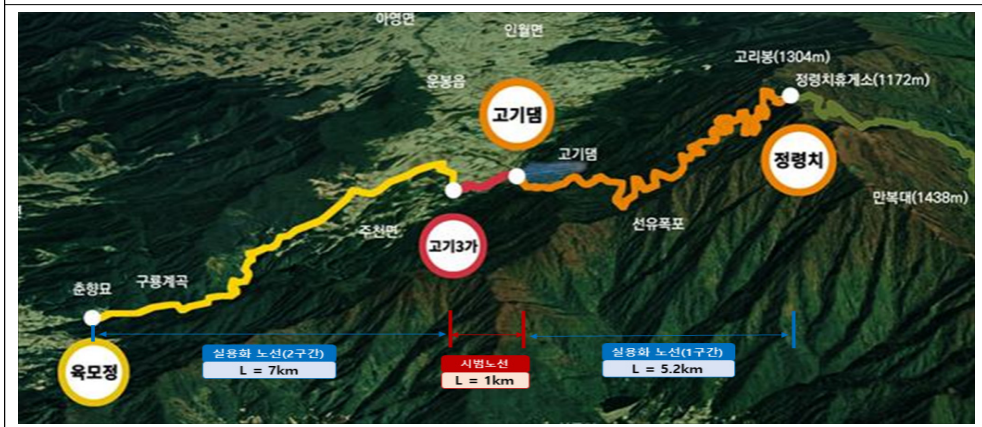 아영면
인월면
운봉읍
고리봉(1304m)
정령치휴게소(1172m)
고기댐
고기댐
정령치
만복대(1438m)
선유폭포
주천면
고기3가
구룡계곡
춘향묘
육모정
실용화 노선(2구간)
L = 7km
시범노선
L = 1km
실용화 노선(1구간)
L = 5.2km